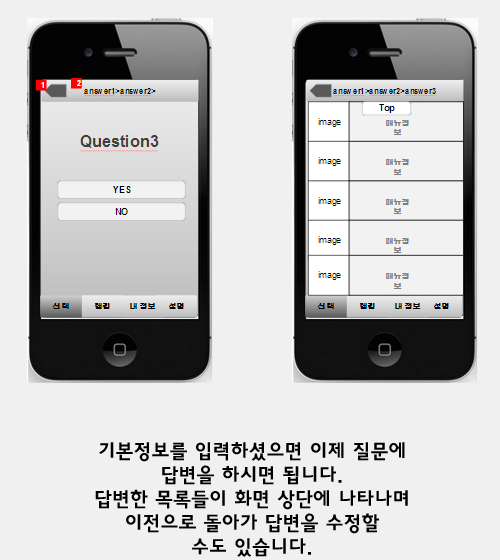 1
2
answer1>answer2>
Question3
YES
NO
선택 랭킹 내 정보 설명
answer1>answer2>answer3
Top
image 메뉴정보
image 메뉴정보
image 메뉴정보
image 메뉴정보
image 메뉴정보
선택 랭킹 내 정보 설명
기본정보를 입력하셨으면 이제 질문에
답변을 하시면 됩니다.
답변한 목록들이 화면 상단에 나타나며
이전으로 돌아가 답변을 수정할
수도 있습니다.